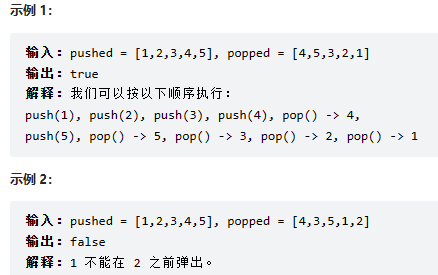 示例 1：
输入：pushed = [1,2,3,4,5], popped = [4,5,3,2,1]
输出：true
解释：我们可以按以下顺序执行：
push(1), push(2), push(3), push(4), pop() -> 4,
push(5), pop() -> 5, pop() -> 3, pop() -> 2, pop() -> 1
示例 2：
输入：pushed = [1,2,3,4,5], popped = [4,3,5,1,2]
输出：false
解释：1 不能在 2 之前弹出。